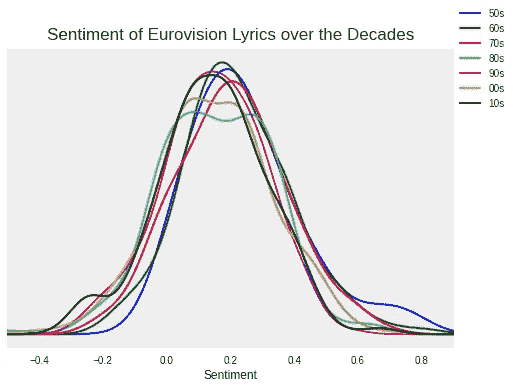 Sentiment of Eurovision Lyrics over the Decades
50s
60s
70s
80s
90s
00s
10s
−0.4 −0.2 0.0 0.2 0.4 0.6 0.8
Sentiment